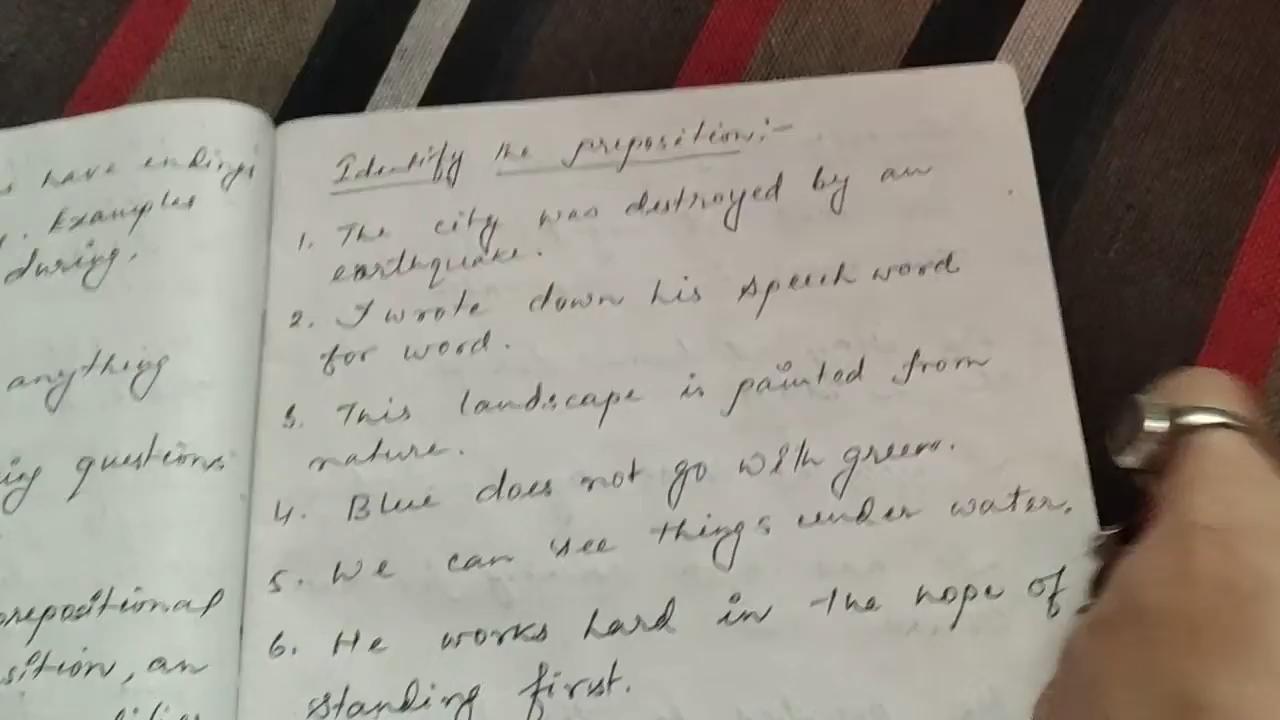 s have endings
. Examples
during.
anything
ing questions
prepositional
sition, an
Identify the preposition:-
1. The city was destroyed by an
earthquake.
2. I wrote down his speech word
for word.
3. This landscape is painted from
nature.
4. Blue does not go with green.
5. We can see things under water.
6. He works hard in the hope of
standing first.